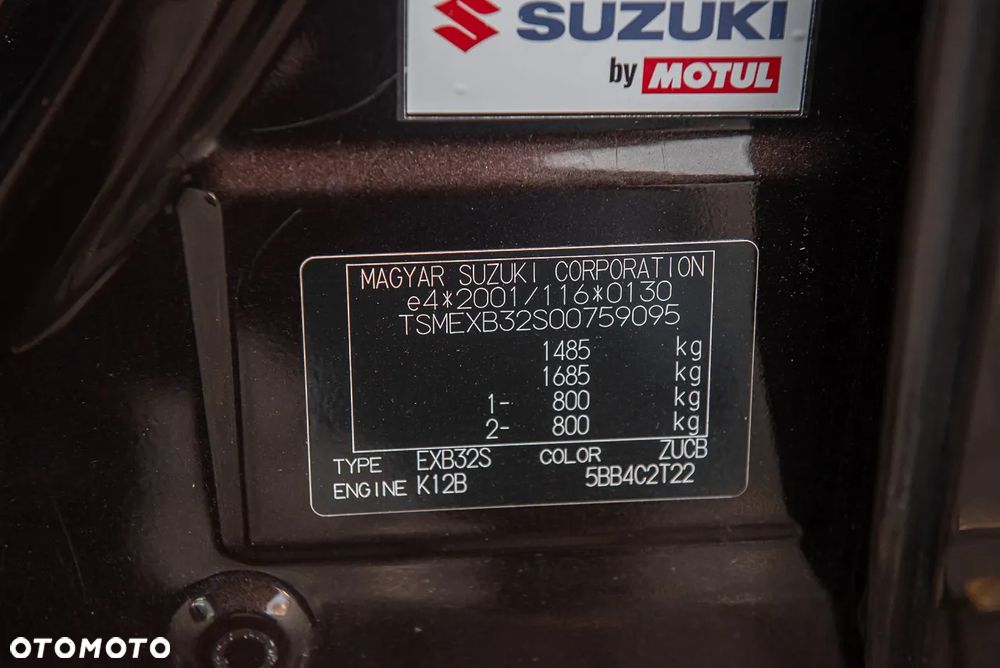 SUZUKI
by MOTUL
MAGYAR SUZUKI CORPORATION
e4*2001/116*0130
TSMEXB32S00759095
1485 kg
1685 kg
1- 800 kg
2- 800 kg
TYPE EXB32S COLOR ZUCB
ENGINE K12B 5BB4C2T22
OTOMOTO